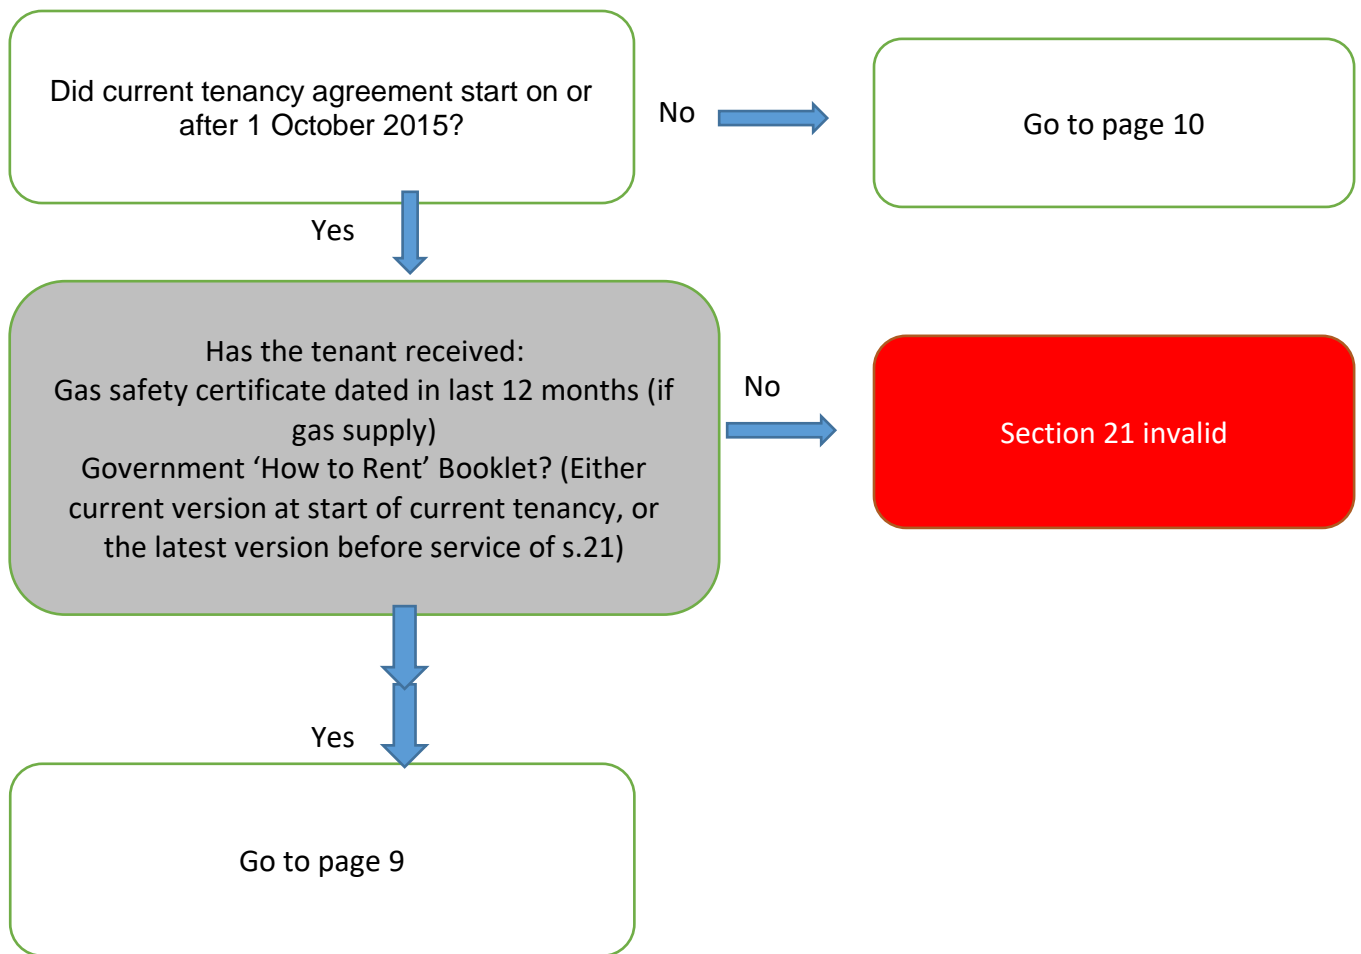 Did current tenancy agreement start on or
after 1 October 2015?
No
Go to page 10
Yes
Has the tenant received:
Gas safety certificate dated in last 12 months (if
gas supply)
Government ‘How to Rent’ Booklet? (Either
current version at start of current tenancy, or
the latest version before service of s.21)
No
Section 21 invalid
Yes
Go to page 9